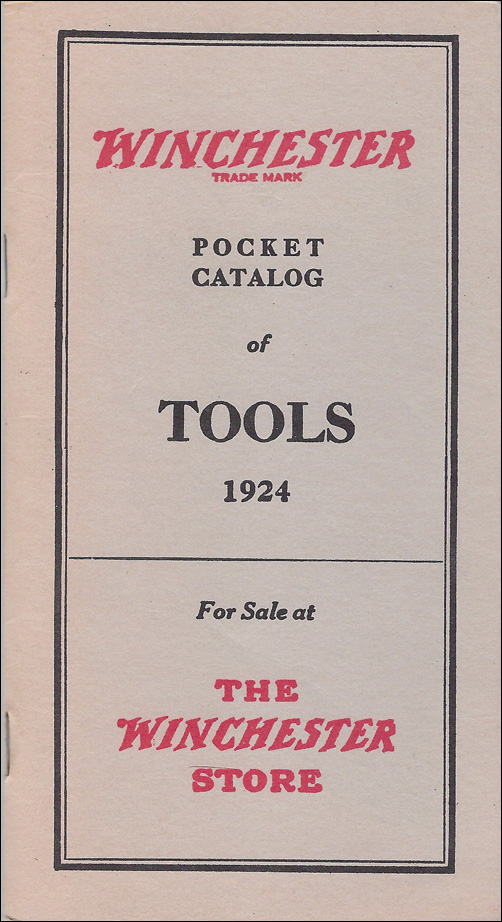 WINCHESTER
TRADE MARK
POCKET
CATALOG
of
TOOLS
1924
For Sale at
THE
WINCHESTER
STORE